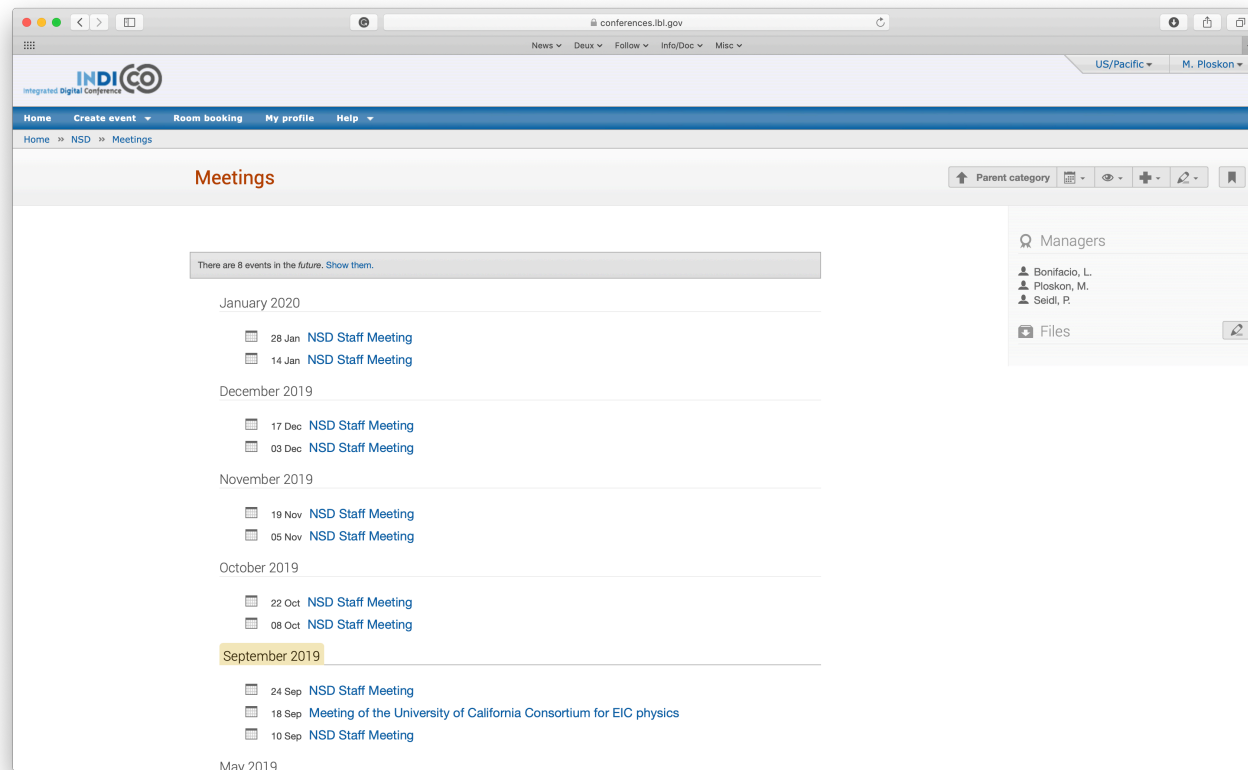 conferences.lbl.gov
News Deux Follow Info/Doc Misc
INDICO
Integrated Digital Conference
US/Pacific M. Ploskon
Home Create event Room booking My profile Help
Home » NSD » Meetings
Meetings
Parent category
There are 8 events in the future. Show them.
January 2020
28 Jan NSD Staff Meeting
14 Jan NSD Staff Meeting
December 2019
17 Dec NSD Staff Meeting
03 Dec NSD Staff Meeting
November 2019
19 Nov NSD Staff Meeting
05 Nov NSD Staff Meeting
October 2019
22 Oct NSD Staff Meeting
08 Oct NSD Staff Meeting
September 2019
24 Sep NSD Staff Meeting
18 Sep Meeting of the University of California Consortium for EIC physics
10 Sep NSD Staff Meeting
May 2019
Managers
Bonifacio, L.
Ploskon, M.
Seidl, P.
Files